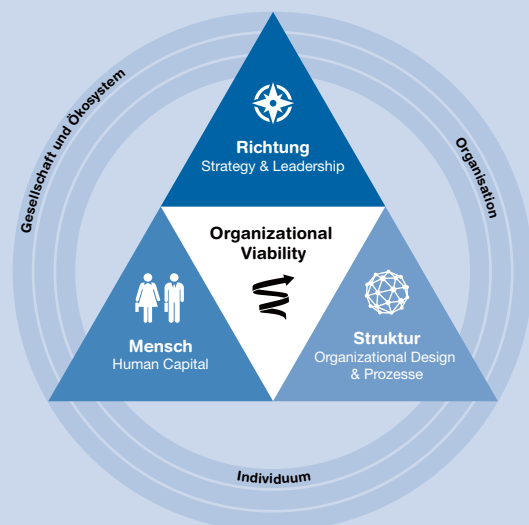 Gesellschaft und Ökosystem
Organisation
Richtung
Strategy & Leadership
Organizational
Viability
Mensch
Human Capital
Struktur
Organizational Design
& Prozesse
Individuum